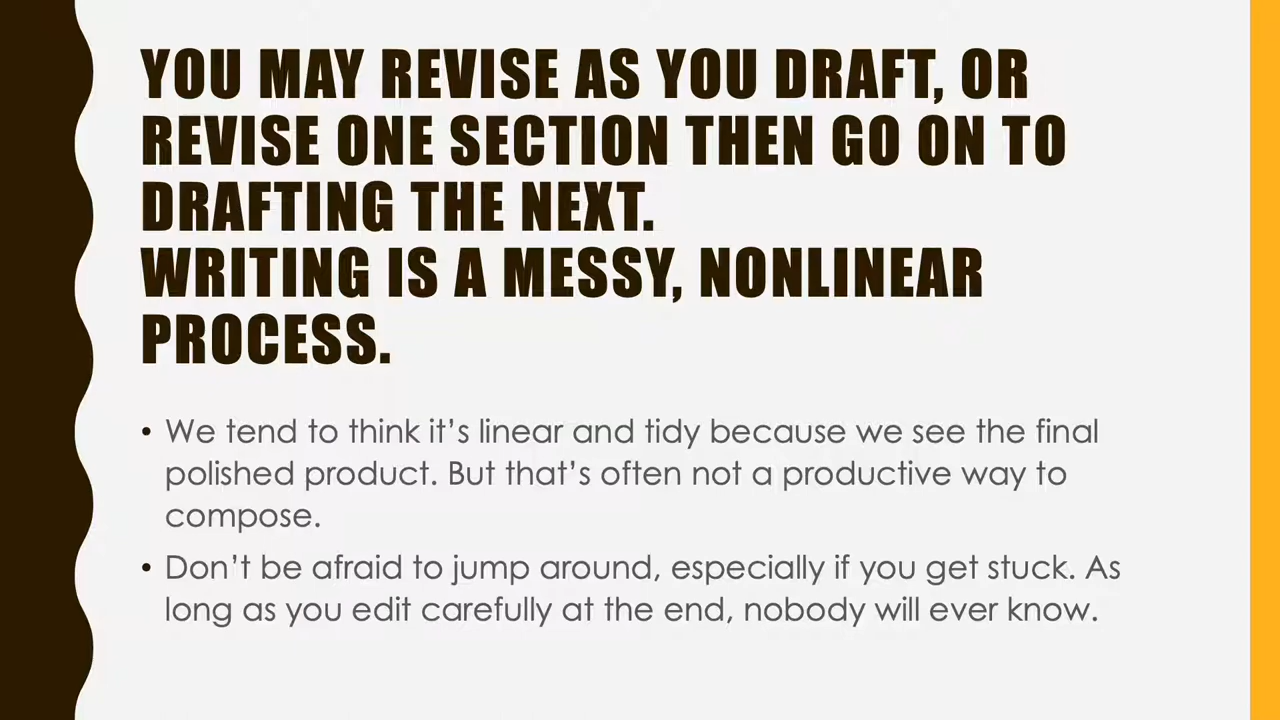 YOU MAY REVISE AS YOU DRAFT, OR
REVISE ONE SECTION THEN GO ON TO
DRAFTING THE NEXT.
WRITING IS A MESSY, NONLINEAR
PROCESS.
• We tend to think it’s linear and tidy because we see the final
polished product. But that’s often not a productive way to
compose.
• Don’t be afraid to jump around, especially if you get stuck. As
long as you edit carefully at the end, nobody will ever know.